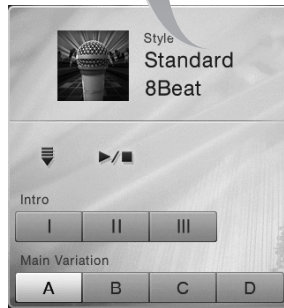 Style
Standard
8Beat
Intro
I II III
Main Variation
A B C D